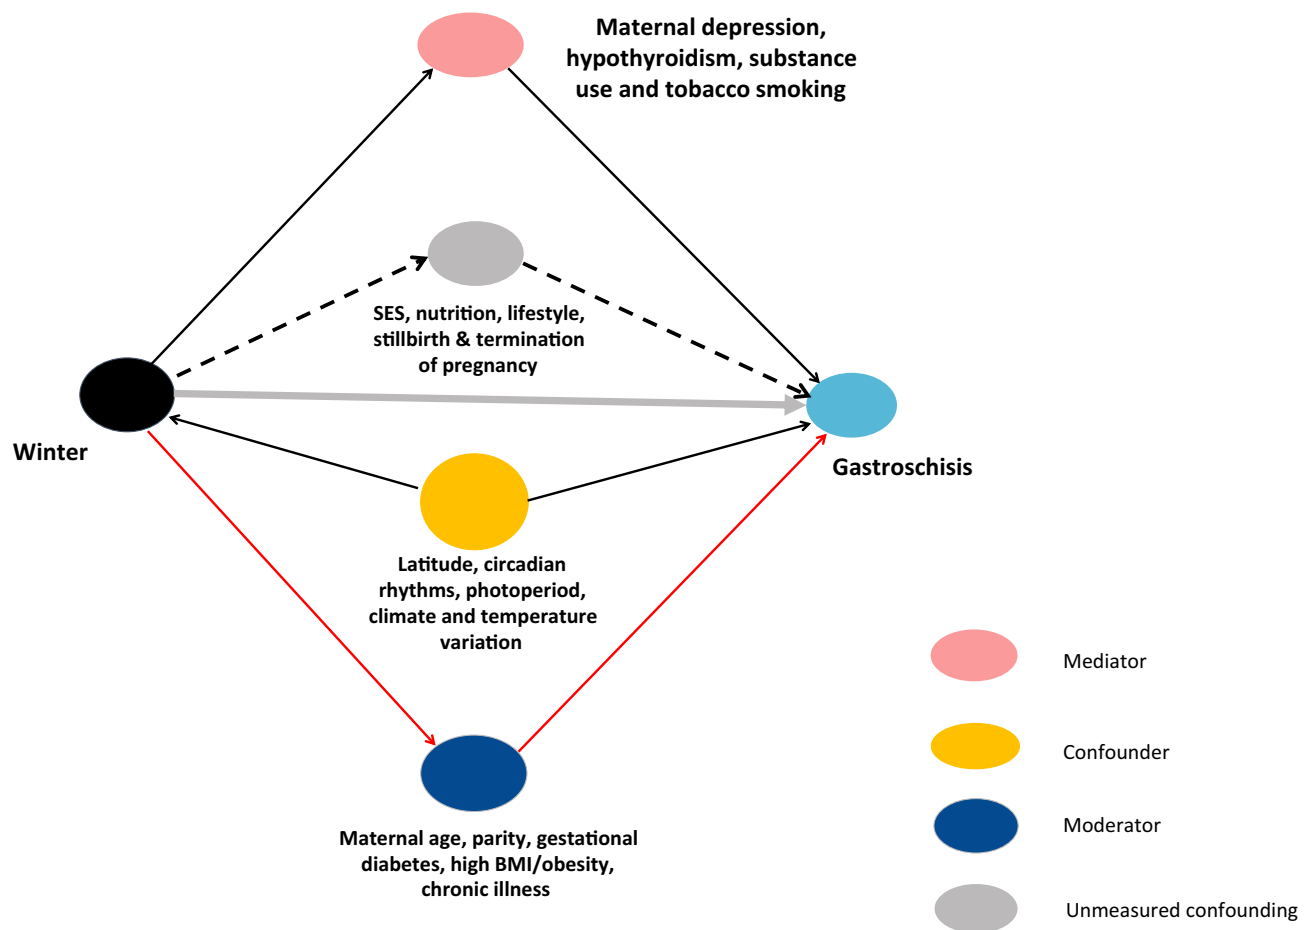 Maternal depression,
hypothyroidism, substance
use and tobacco smoking
SES, nutrition, lifestyle,
stillbirth & termination
of pregnancy
Winter
Gastroschisis
Latitude, circadian
rhythms, photoperiod,
climate and temperature
variation
Maternal age, parity, gestational
diabetes, high BMI/obesity,
chronic illness
Mediator
Confounder
Moderator
Unmeasured confounding